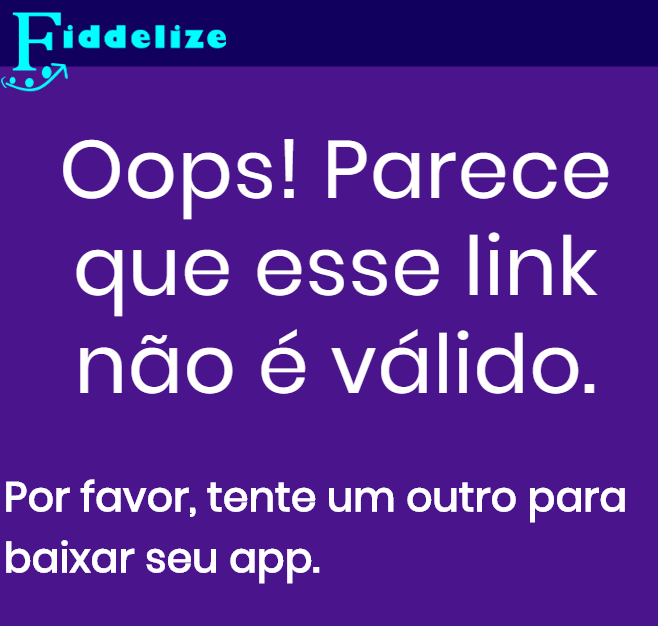 Fiddelize
Oops! Parece
que esse link
não é válido.
Por favor, tente um outro para
baixar seu app.